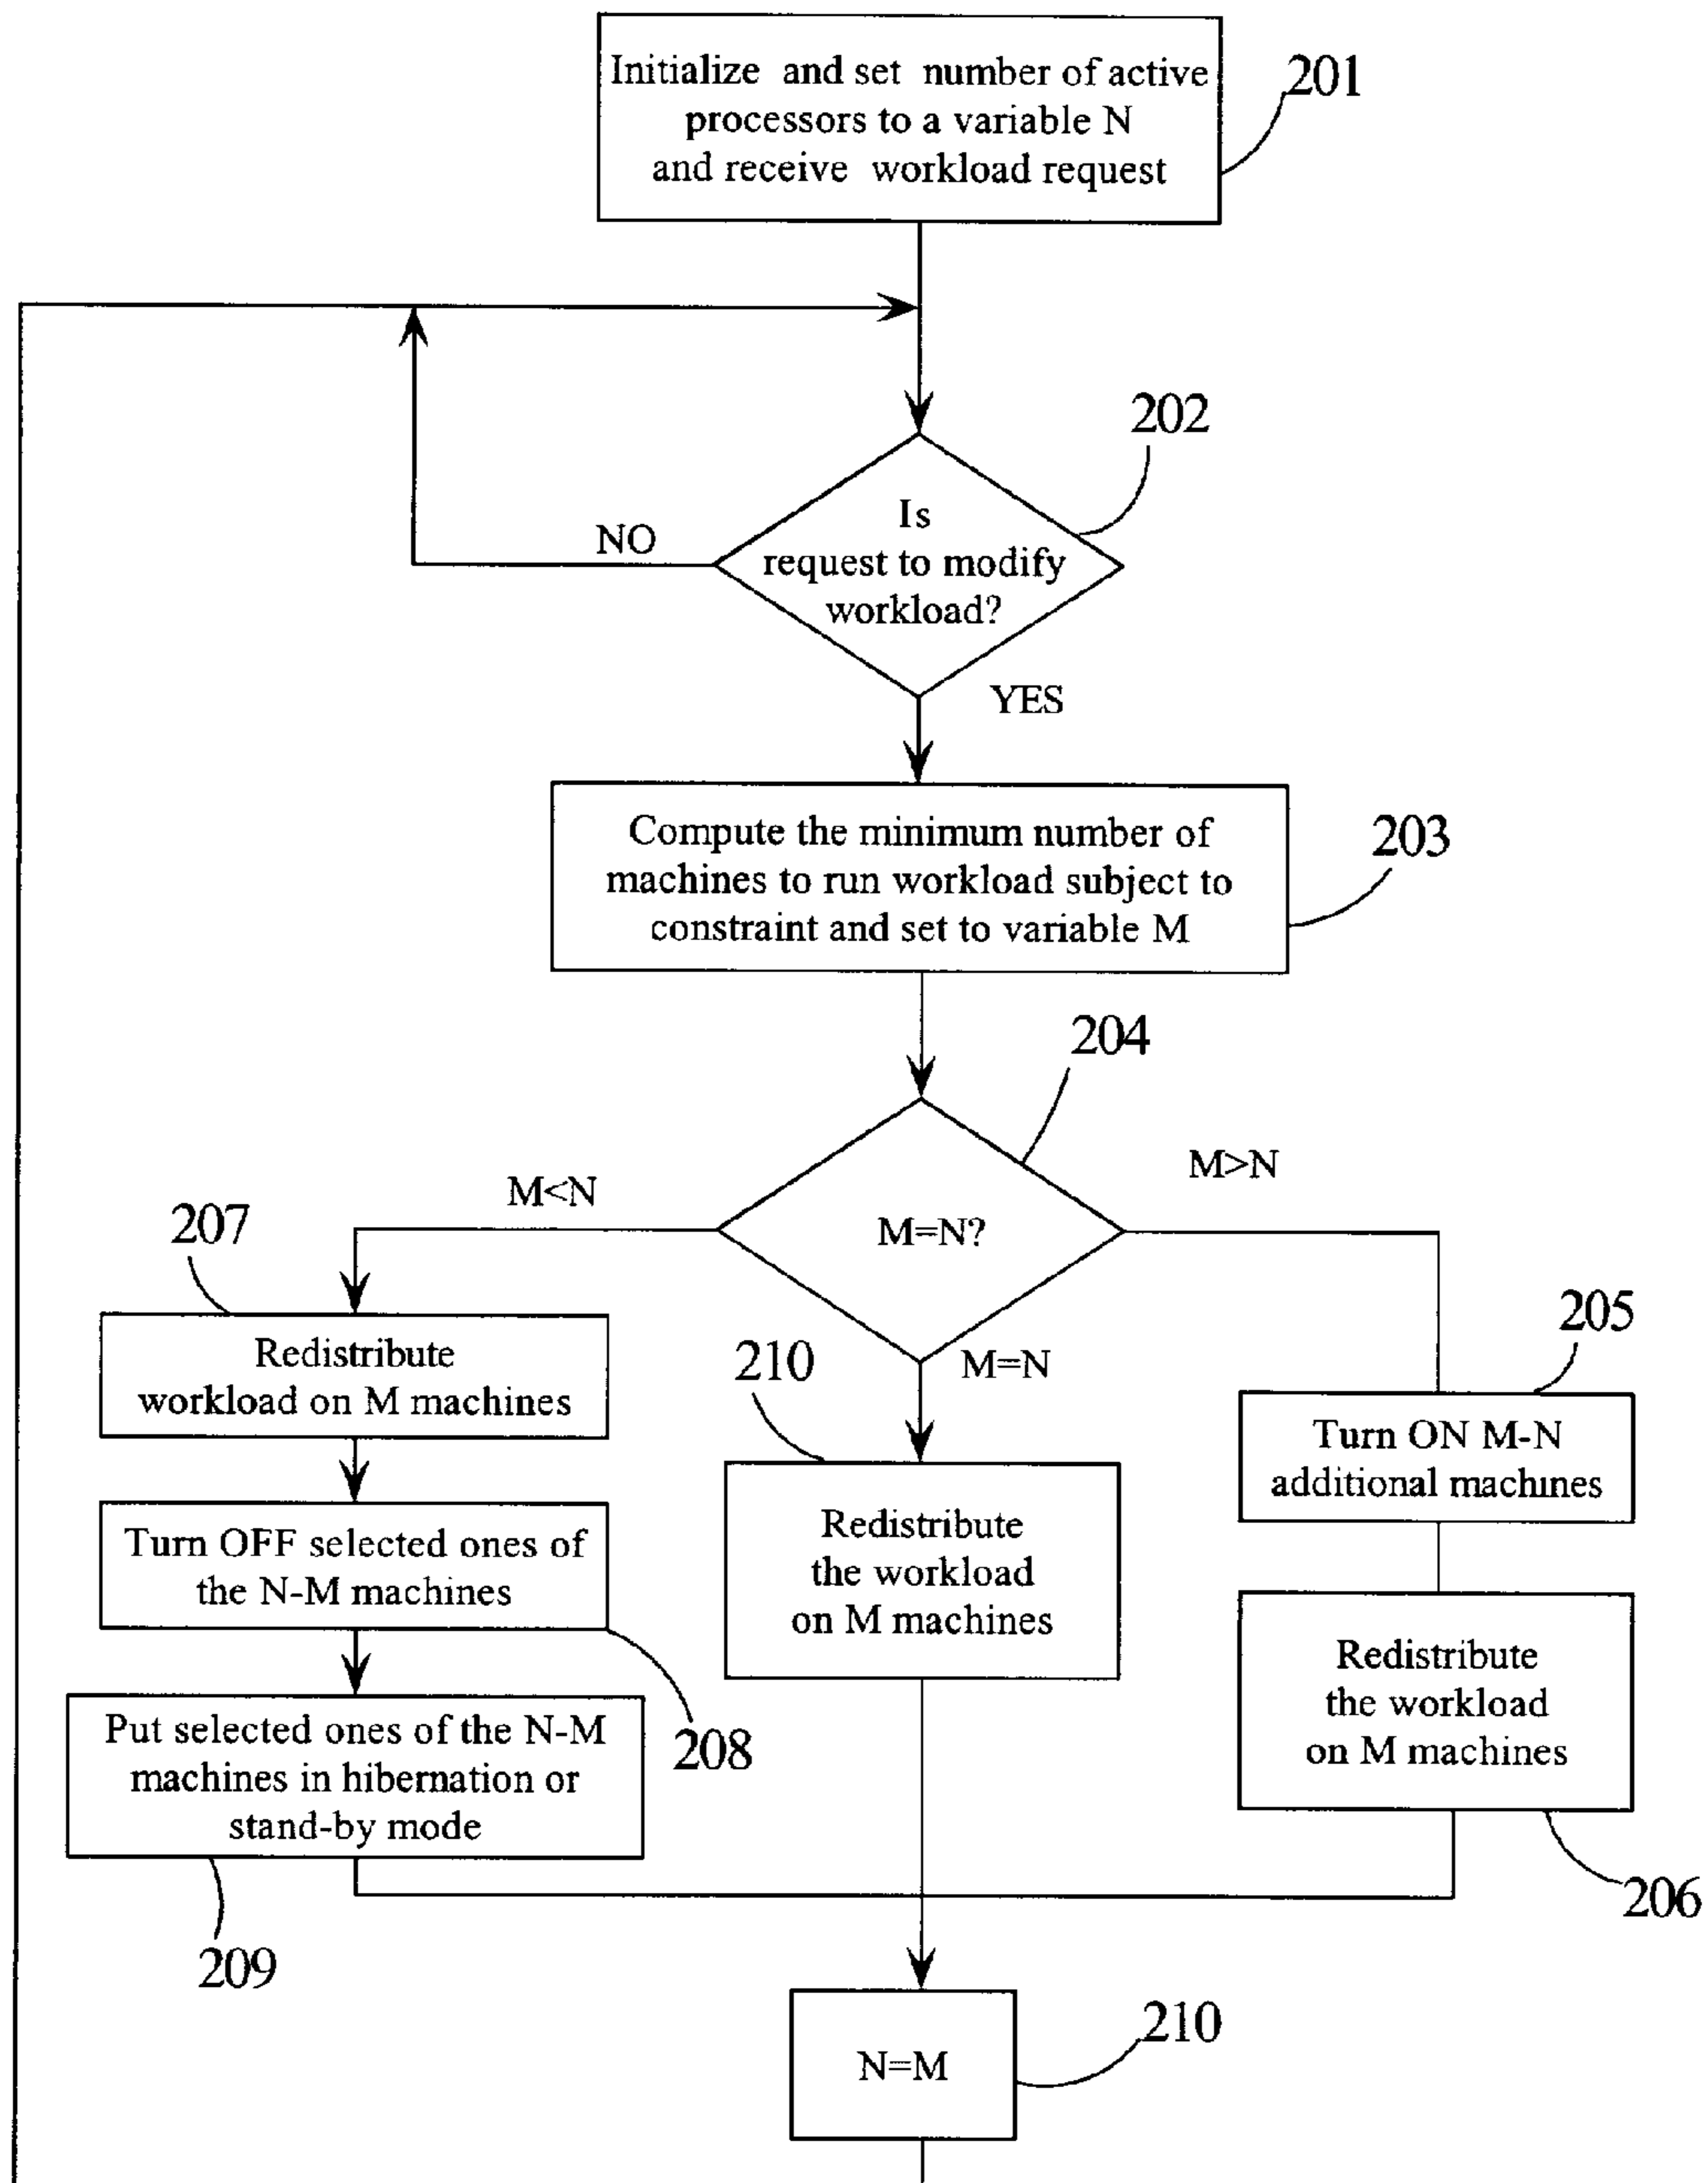 Initialize and set number of active
processors to a variable N
and receive workload request
201
202
Is
request to modify
workload?
NO
YES
Compute the minimum number of
machines to run workload subject to
constraint and set to variable M
203
204
M<N
M=N?
M>N
M=N
207
Redistribute
workload on M machines
Turn OFF selected ones of
the N-M machines
208
Put selected ones of the N-M
machines in hibernation or
stand-by mode
209
210
Redistribute
the workload
on M machines
205
Turn ON M-N
additional machines
Redistribute
the workload
on M machines
206
N=M
210